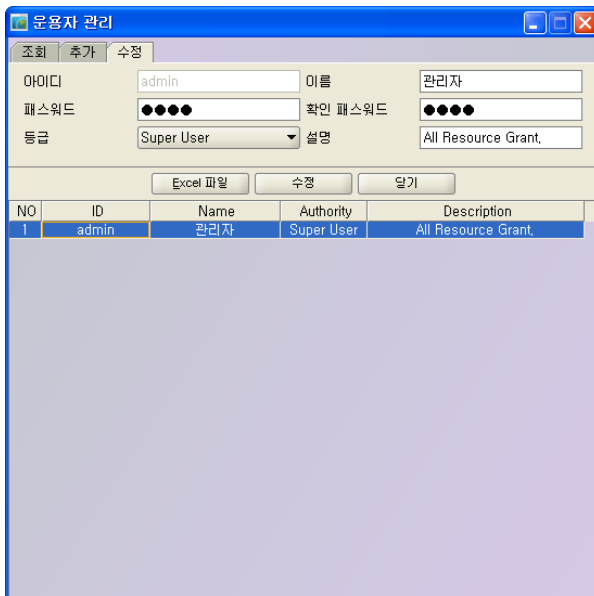 운용자 관리
조회 추가 수정
아이디 admin 이름 관리자
패스워드 ●●●● 확인 패스워드 ●●●●
등급 Super User 설명 All Resource Grant,
Excel 파일 수정 닫기
NO ID Name Authority Description
1 admin 관리자 Super User All Resource Grant,